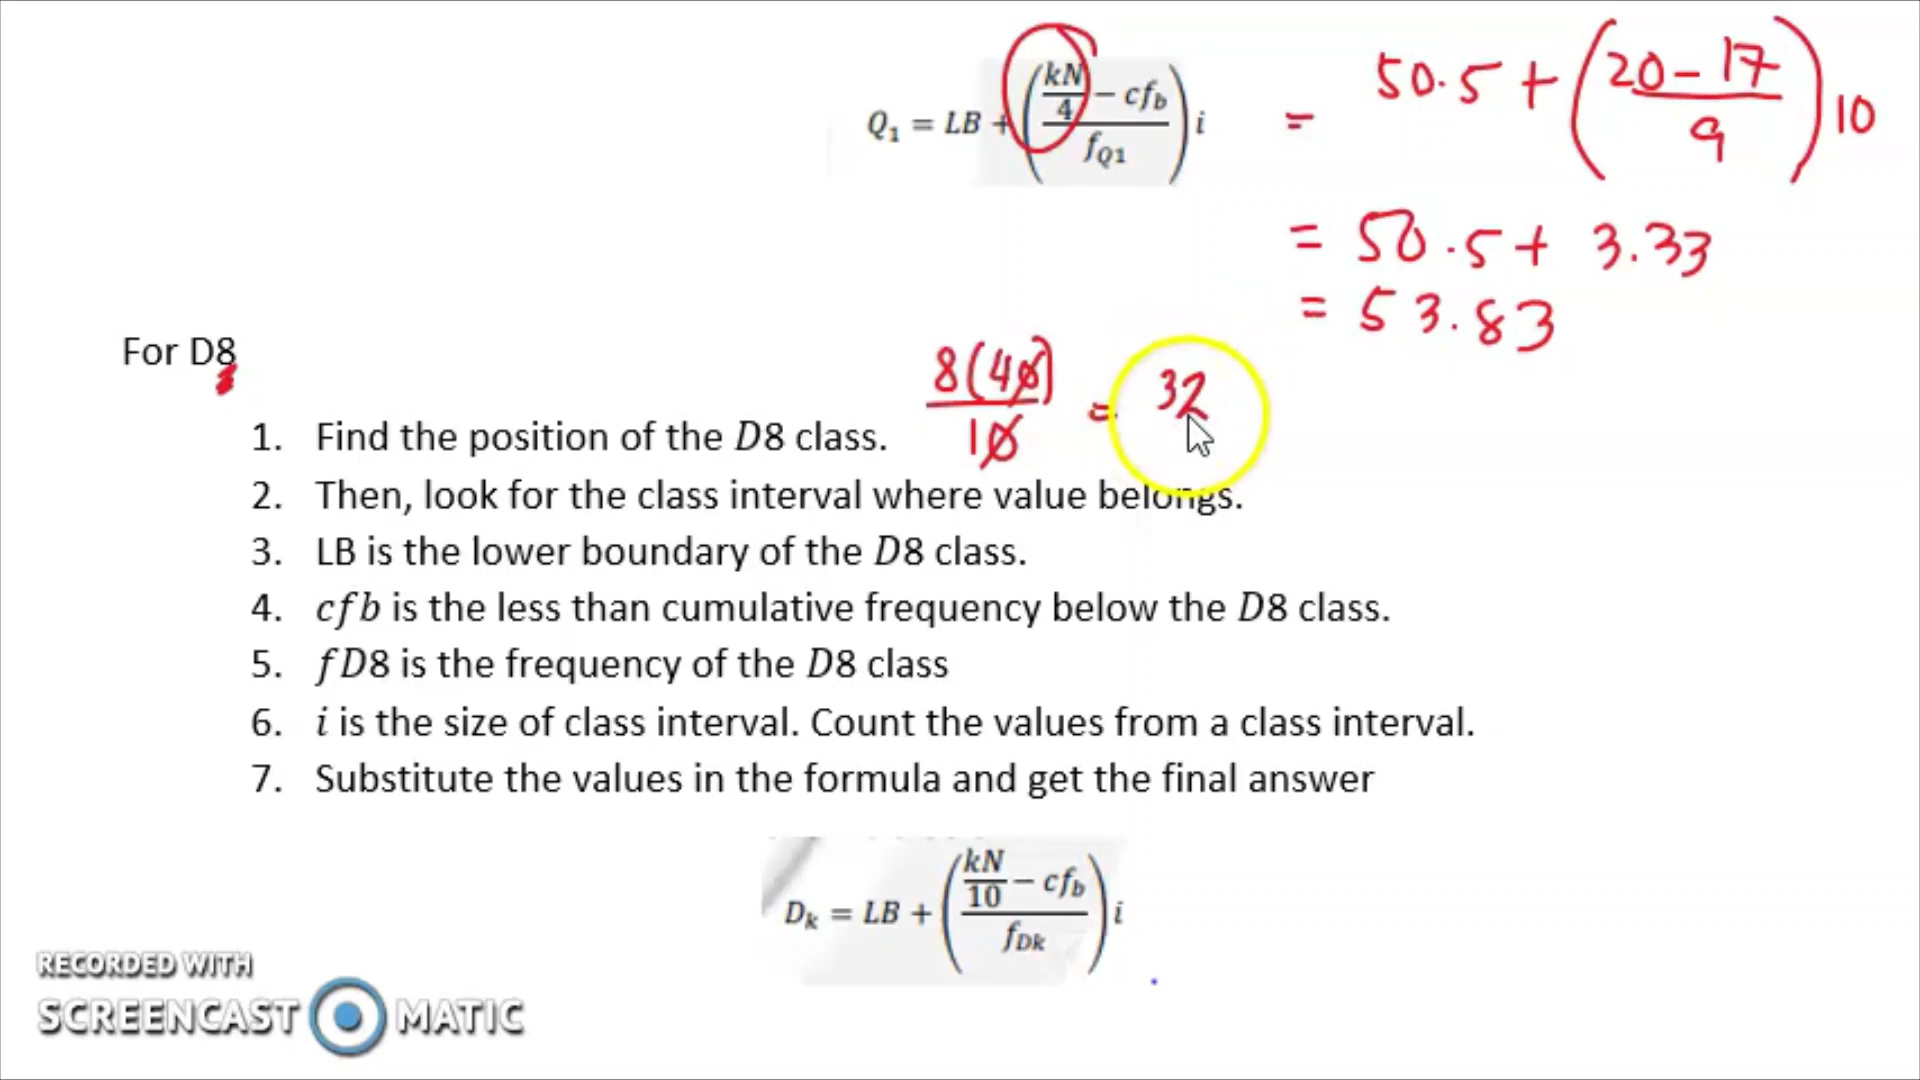 Q₁ = LB + ((kN/4 − cf_b)/f_Q1) i = 50.5 + ((20 − 17)/9) 10
= 50.5 + 3.33
= 53.83
For D8
8(40)/10 = 32
1. Find the position of the D8 class.
2. Then, look for the class interval where value belongs.
3. LB is the lower boundary of the D8 class.
4. cfb is the less than cumulative frequency below the D8 class.
5. fD8 is the frequency of the D8 class
6. i is the size of class interval. Count the values from a class interval.
7. Substitute the values in the formula and get the final answer
D_k = LB + ((kN/10 − cf_b)/f_Dk) i
RECORDED WITH
SCREENCAST MATIC